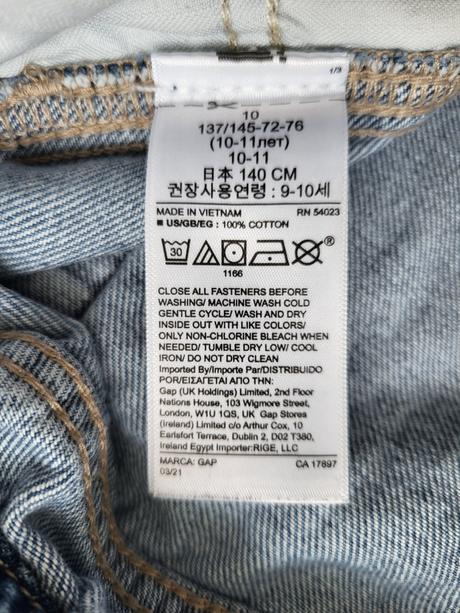 1/3
10
137/145-72-76
(10-11лет)
10-11
日本 140 CM
권장사용연령 : 9-10세
MADE IN VIETNAM RN 54023
■ US/GB/EG : 100% COTTON
30 ®
1166
CLOSE ALL FASTENERS BEFORE
WASHING/ MACHINE WASH COLD
GENTLE CYCLE/ WASH AND DRY
INSIDE OUT WITH LIKE COLORS/
ONLY NON-CHLORINE BLEACH WHEN
NEEDED/ TUMBLE DRY LOW/ COOL
IRON/ DO NOT DRY CLEAN
Imported By/Importe Par/DISTRIBUIDO
POR/ΕΙΣΑΓΕΤΑΙ ΑΠΟ ΤΗΝ:
Gap (UK Holdings) Limited, 2nd Floor
Nations House, 103 Wigmore Street,
London, W1U 1QS, UK Gap Stores
(Ireland) Limited c/o Arthur Cox, 10
Earlsfort Terrace, Dublin 2, D02 T380,
Ireland Egypt Importer:RIGE, LLC
MARCA: GAP CA 17897
03/21